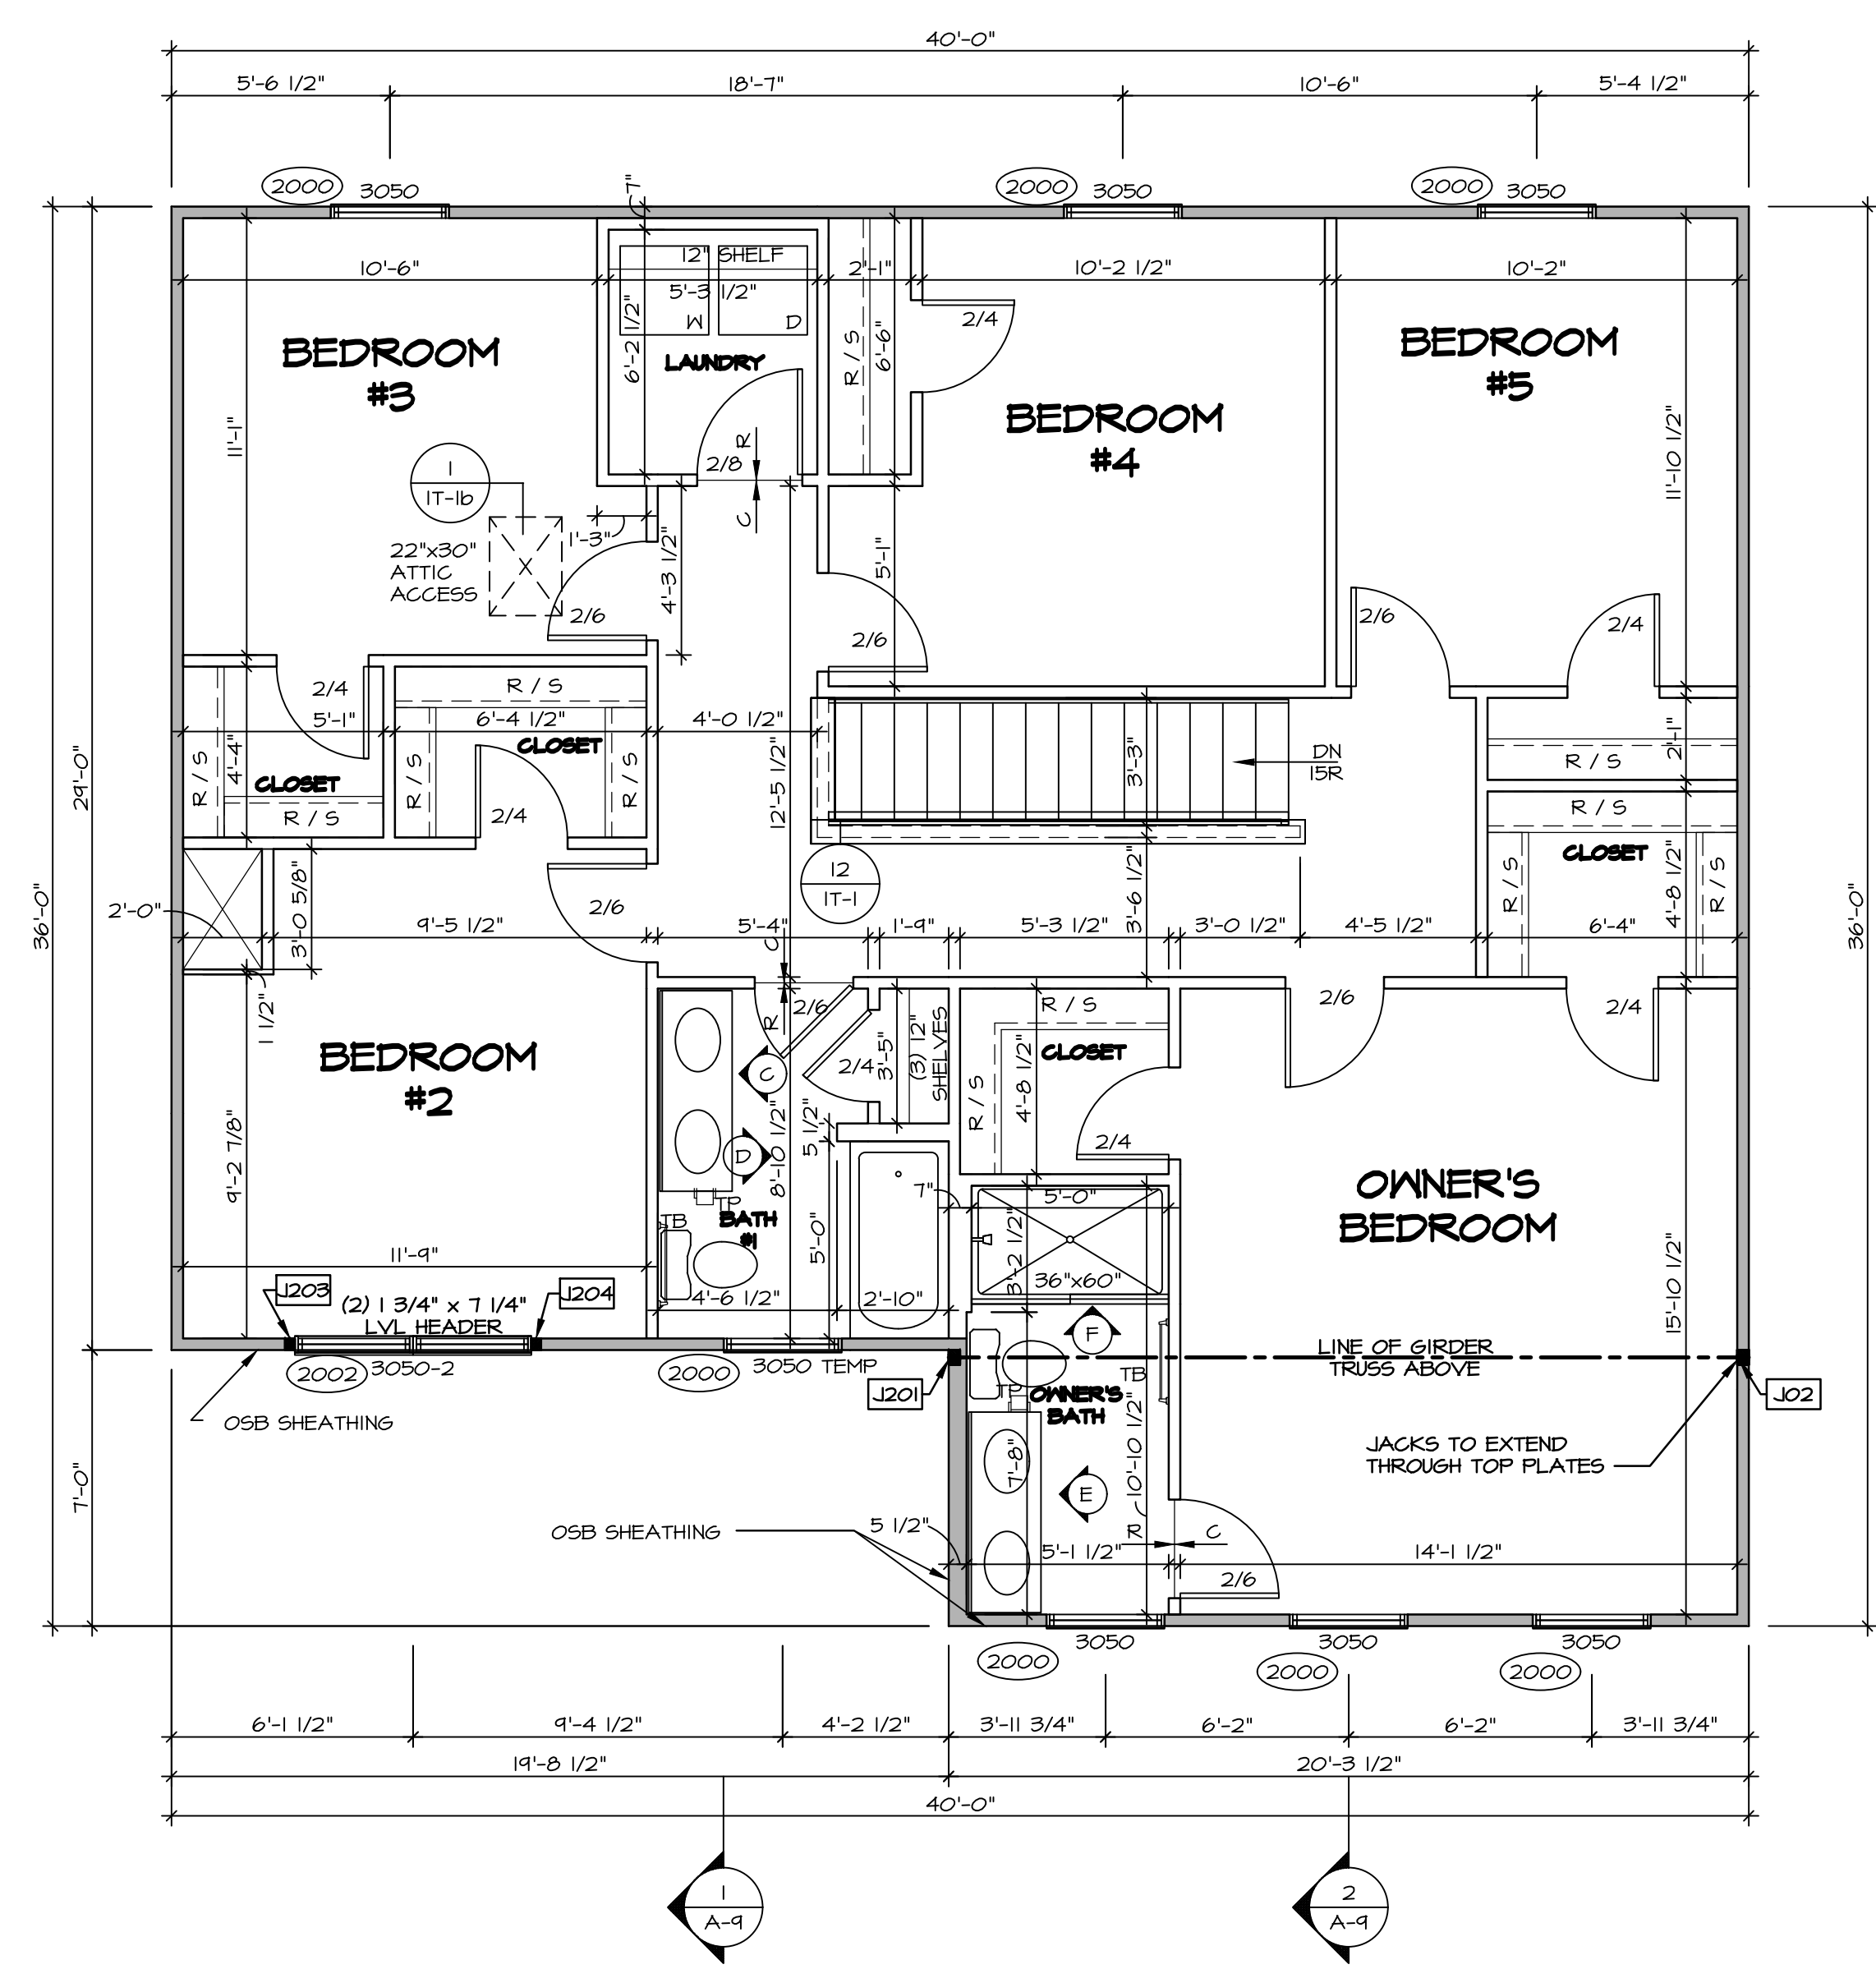 40'-0"
5'-6 1/2"
18'-7"
10'-6"
5'-4 1/2"
2000
3050
7"
2000
3050
2000
3050
10'-6"
12" SHELF
5'-3 1/2"
2'-1"
10'-2 1/2"
10'-2"
W
D
2/4
BEDROOM
#3
6'-2 1/2"
LAUNDRY
R / S
6'-6"
BEDROOM
#4
BEDROOM
#5
11'-1"
11'-10 1/2"
1
1T-1b
2/8
R
C
22"x30"
ATTIC
ACCESS
1'-3"
4'-3 1/2"
5'-1"
2/6
2/6
2/6
2/4
2/4
5'-1"
R / S
6'-4 1/2"
4'-0 1/2"
CLOSET
CLOSET
R / S
4'-4"
R / S
R / S
R / S
2/4
12'-5 1/2"
3'-3"
DN
15R
2'-1"
R / S
R / S
CLOSET
R / S
4'-8 1/2"
R / S
29'-0"
36'-0"
36'-0"
12
1T-1
3'-6 1/2"
2'-0"
3'-0 5/8"
9'-5 1/2"
2/6
5'-4"
C
1'-9"
5'-3 1/2"
3'-0 1/2"
4'-5 1/2"
6'-4"
1 1/2"
BEDROOM
#2
2/6
R
C
2/4
3'-5"
(3) 12"
SHELVES
R / S
CLOSET
R / S
4'-8 1/2"
2/6
2/4
2/4
9'-2 7/8"
D
8'-10 1/2"
5 1/2"
TP
TB
BATH
#1
5'-0"
7"
5'-0"
3'-2 1/2"
36"x60"
OWNER'S
BEDROOM
15'-10 1/2"
11'-9"
4'-6 1/2"
2'-10"
J203
(2) 1 3/4" x 7 1/4"
LVL HEADER
J204
F
LINE OF GIRDER
TRUSS ABOVE
2002
3050-2
2000
3050 TEMP
J201
TP
TB
OWNER'S
BATH
J02
OSB SHEATHING
7'-8"
10'-10 1/2"
JACKS TO EXTEND
THROUGH TOP PLATES
7'-0"
E
OSB SHEATHING
5 1/2"
R
C
5'-1 1/2"
14'-1 1/2"
2/6
3050
3050
3050
2000
2000
2000
6'-1 1/2"
9'-4 1/2"
4'-2 1/2"
3'-11 3/4"
6'-2"
6'-2"
3'-11 3/4"
19'-8 1/2"
20'-3 1/2"
40'-0"
1
A-9
2
A-9